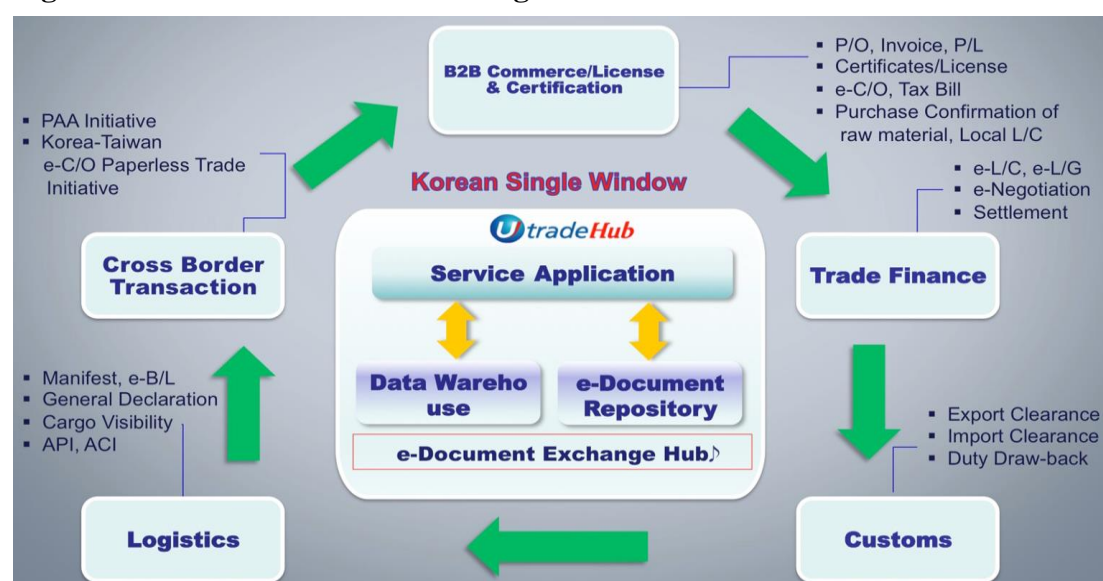 B2B Commerce/License
& Certification
▪ P/O, Invoice, P/L
▪ Certificates/License
▪ e-C/O, Tax Bill
▪ Purchase Confirmation of
raw material, Local L/C
▪ PAA Initiative
▪ Korea-Taiwan
e-C/O Paperless Trade
Initiative
▪ e-L/C, e-L/G
▪ e-Negotiation
▪ Settlement
Korean Single Window
UtradeHub
Service Application
Data Wareho
use
e-Document
Repository
e-Document Exchange Hub♪
Cross Border
Transaction
Trade Finance
▪ Manifest, e-B/L
▪ General Declaration
▪ Cargo Visibility
▪ API, ACI
▪ Export Clearance
▪ Import Clearance
▪ Duty Draw-back
Logistics
Customs